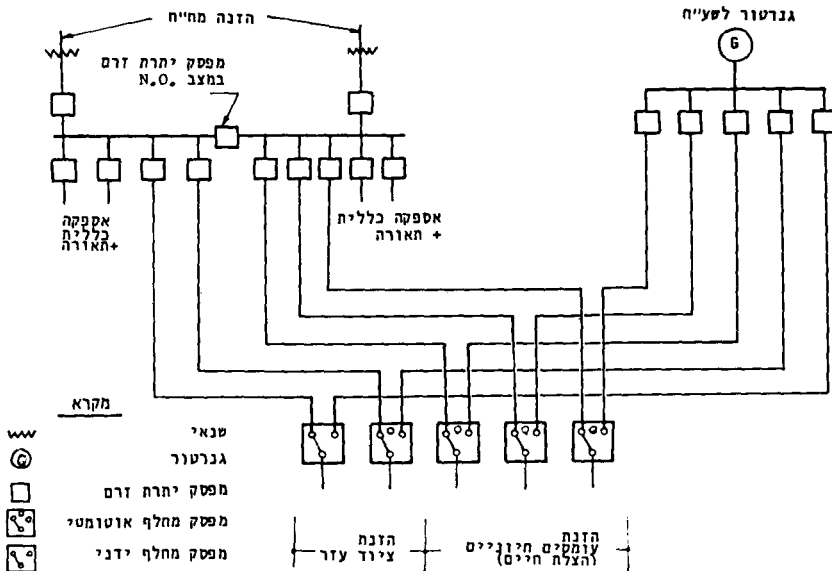 הזנה מח״ח
גנרטור לשע״ח
G
מפסק יתרת זרם
במצב N.O.
אספקה
כללית
+תאורה
אספקה כללית
+ תאורה
מקרא
שנאי
G
גנרטור
מפסק יתרת זרם
מפסק מחלף אוטומטי
מפסק מחלף ידני
הזנת
ציוד עזר
הזנת
עומסים חיוניים
(הצלת חיים)